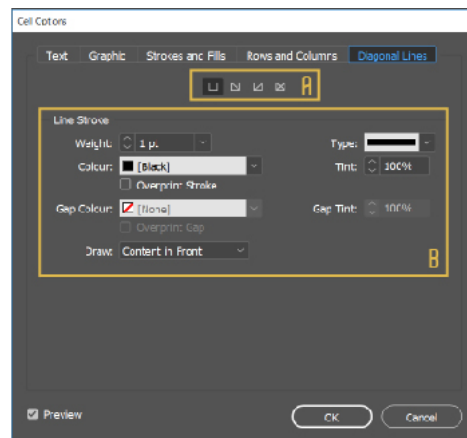 Cell Options
Text Graphic Strokes and Fills Rows and Columns Diagonal Lines
A
Line Stroke
Weight: 1 pt Type:
Colour: [Black] Tint: 100%
Overprint Stroke
Gap Colour: [None] Gap Tint: 100%
Overprint Gap
Draw: Content in Front
B
Preview OK Cancel